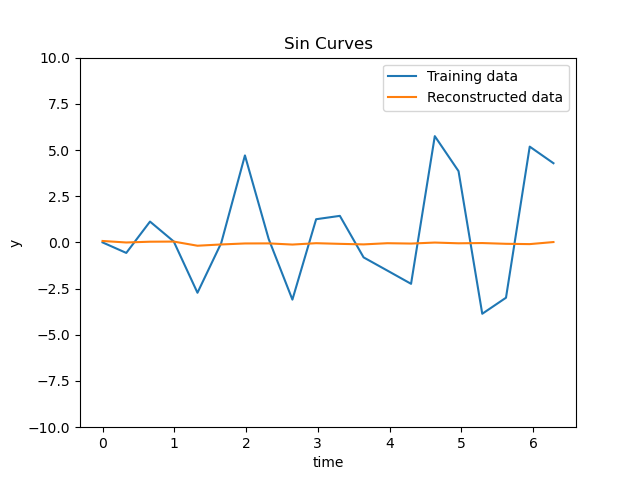 Sin Curves
10.0
7.5
5.0
2.5
0.0
−2.5
−5.0
−7.5
−10.0
y
Training data
Reconstructed data
0 1 2 3 4 5 6
time